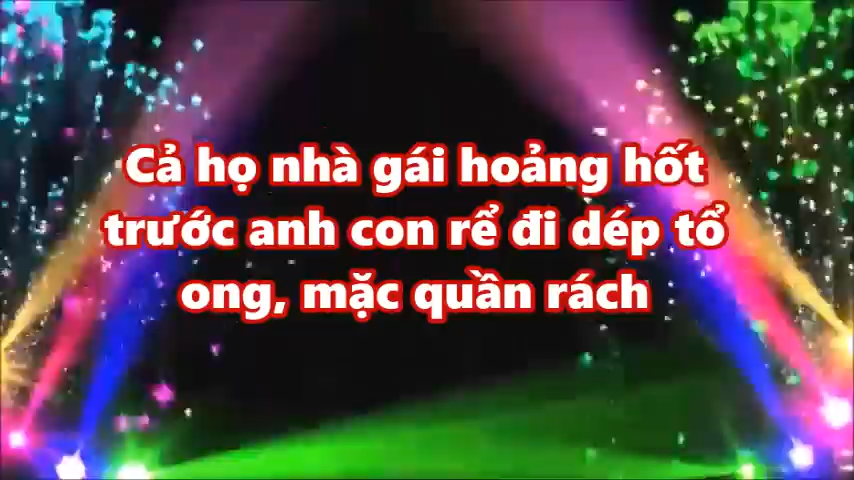 Cả họ nhà gái hoảng hốt
trước anh con rể đi dép tổ
ong, mặc quần rách